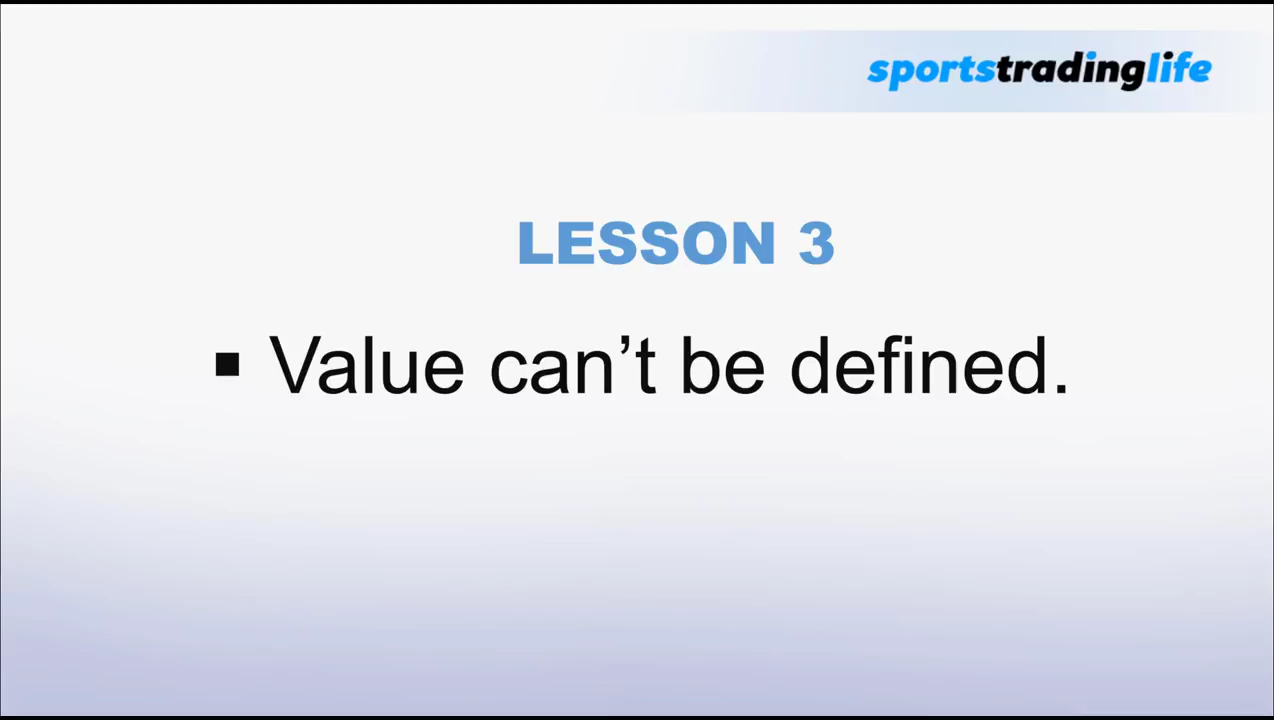 sportstradinglife
LESSON 3
▪ Value can’t be defined.